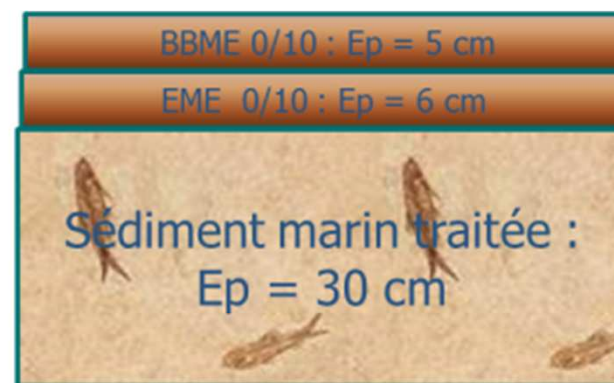 BBME 0/10 : Ep = 5 cm
EME 0/10 : Ep = 6 cm
Sédiment marin traitée :
Ep = 30 cm